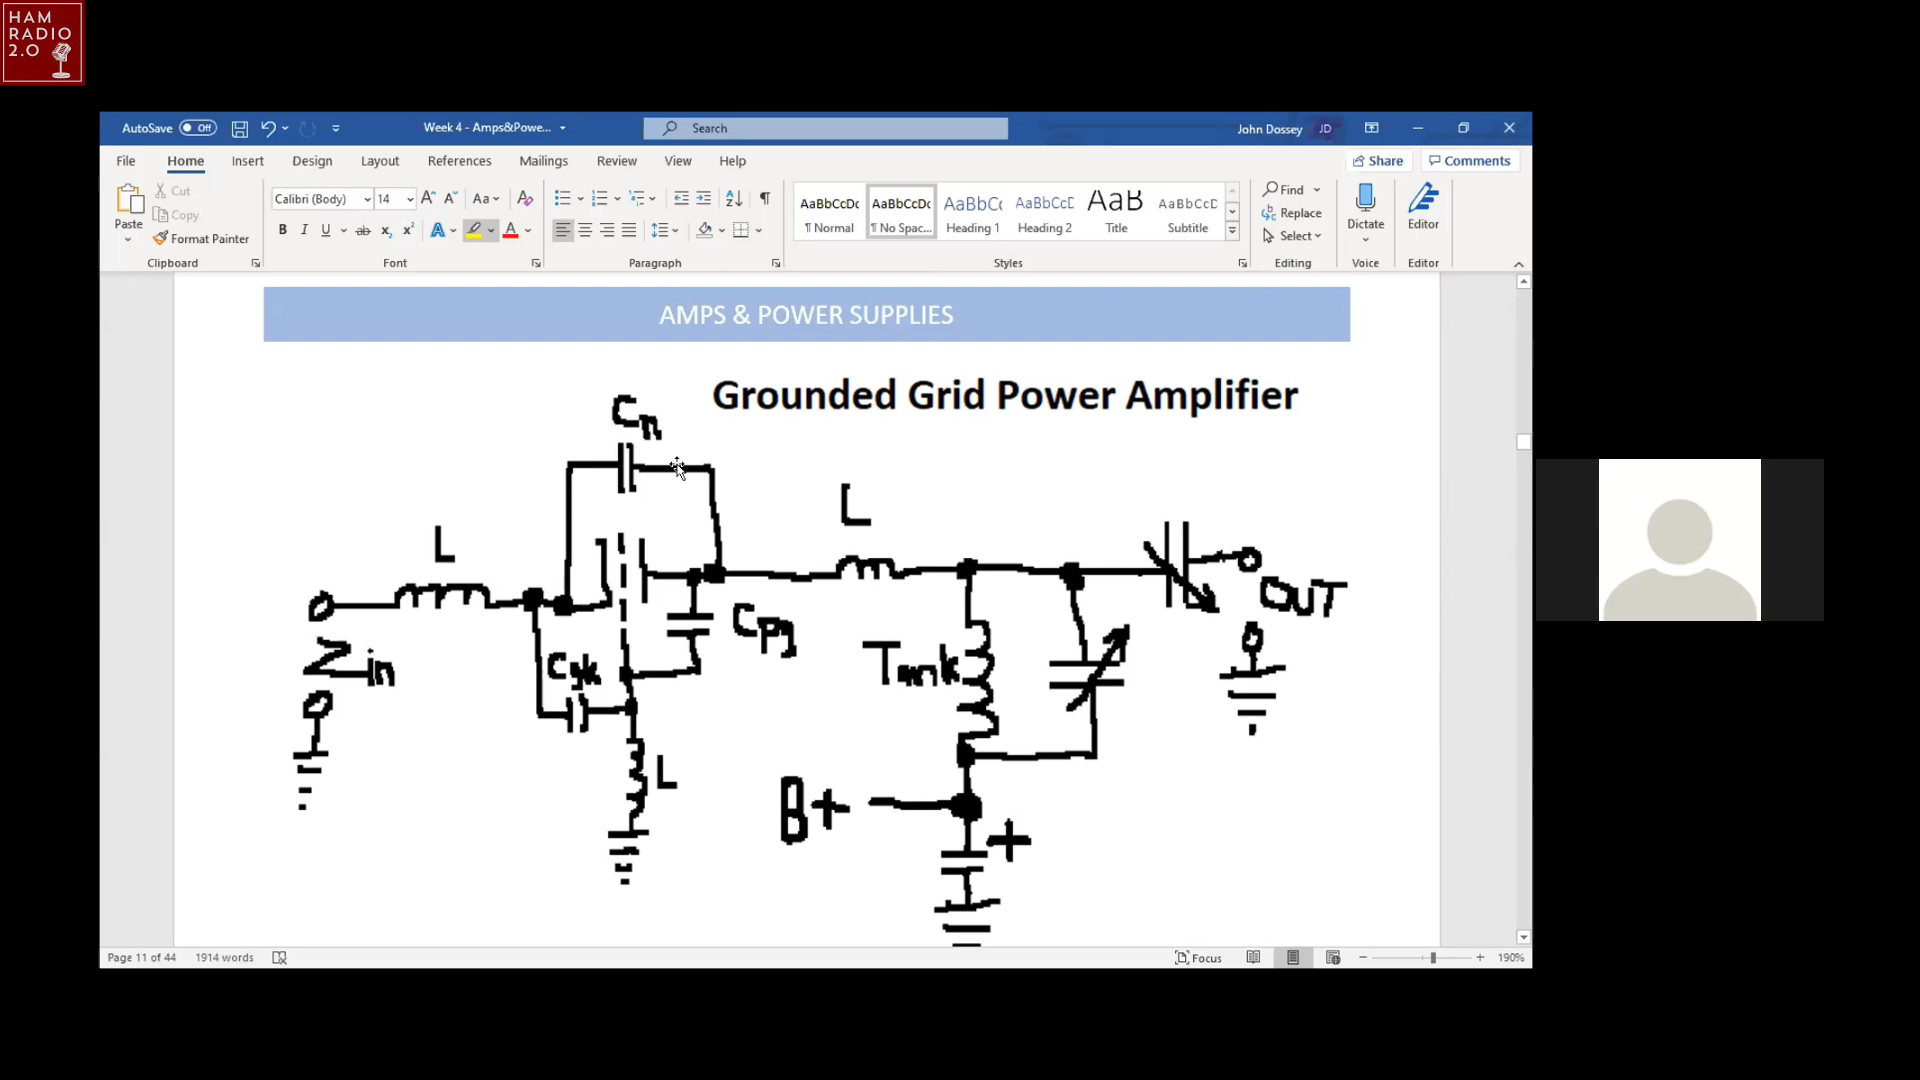 HAM
RADIO
2.0
AutoSave Off
Week 4 - Amps&Powe...
Search
John Dossey JD
File Home Insert Design Layout References Mailings Review View Help
Share Comments
Paste
Cut
Copy
Format Painter
Clipboard
Calibri (Body) 14
Font
Paragraph
AaBbCcDc AaBbCcDc AaBbCc AaBbCcD AaB AaBbCcD
¶ Normal ¶ No Spac... Heading 1 Heading 2 Title Subtitle
Styles
Find
Replace
Select
Editing
Dictate
Voice
Editor
Editor
AMPS & POWER SUPPLIES
Grounded Grid Power Amplifier
Cn
L
L
OUT
Cpg
Zin
Cgk
Tank
L
B+
+
Page 11 of 44 1914 words
Focus
190%